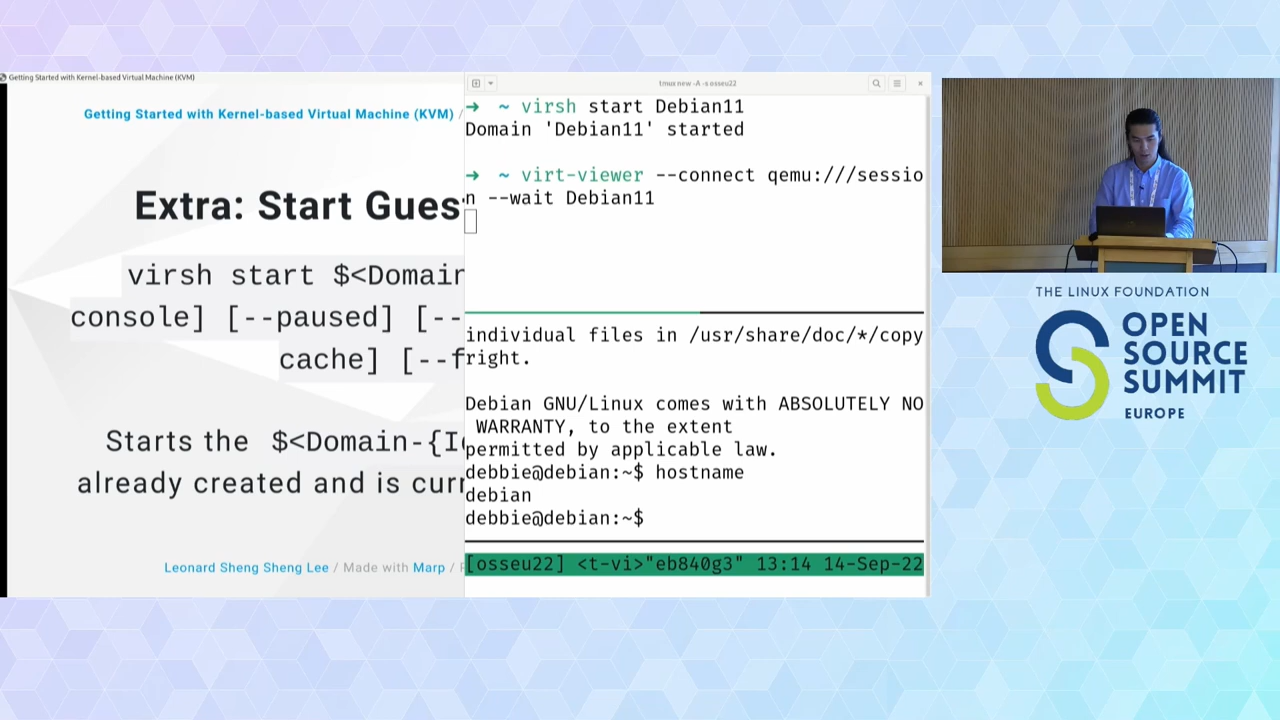 Getting Started with Kernel-based Virtual Machine (KVM)
Getting Started with Kernel-based Virtual Machine (KVM) /
Extra: Start Gues
virsh start $<Domain
console] [--paused] [--
cache] [--f
Starts the $<Domain-{I
already created and is cur
Leonard Sheng Sheng Lee / Made with Marp /
tmux new -A -s osseu22
→ ~ virsh start Debian11
Domain 'Debian11' started
→ ~ virt-viewer --connect qemu:///sessio
n --wait Debian11
individual files in /usr/share/doc/*/copy
right.
Debian GNU/Linux comes with ABSOLUTELY NO
WARRANTY, to the extent
permitted by applicable law.
debbie@debian:~$ hostname
debian
debbie@debian:~$
[osseu22] <t-vi>"eb840g3" 13:14 14-Sep-22
THE LINUX FOUNDATION
OPEN
SOURCE
SUMMIT
EUROPE